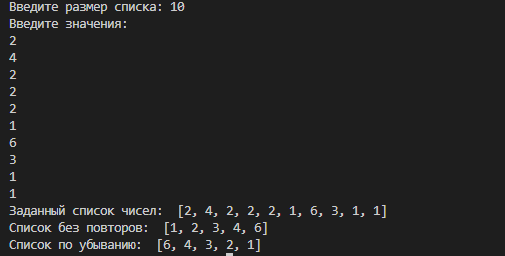 Введите размер списка: 10
Введите значения:
2
4
2
2
2
1
6
3
1
1
Заданный список чисел:  [2, 4, 2, 2, 2, 1, 6, 3, 1, 1]
Список без повторов:  [1, 2, 3, 4, 6]
Список по убыванию:  [6, 4, 3, 2, 1]